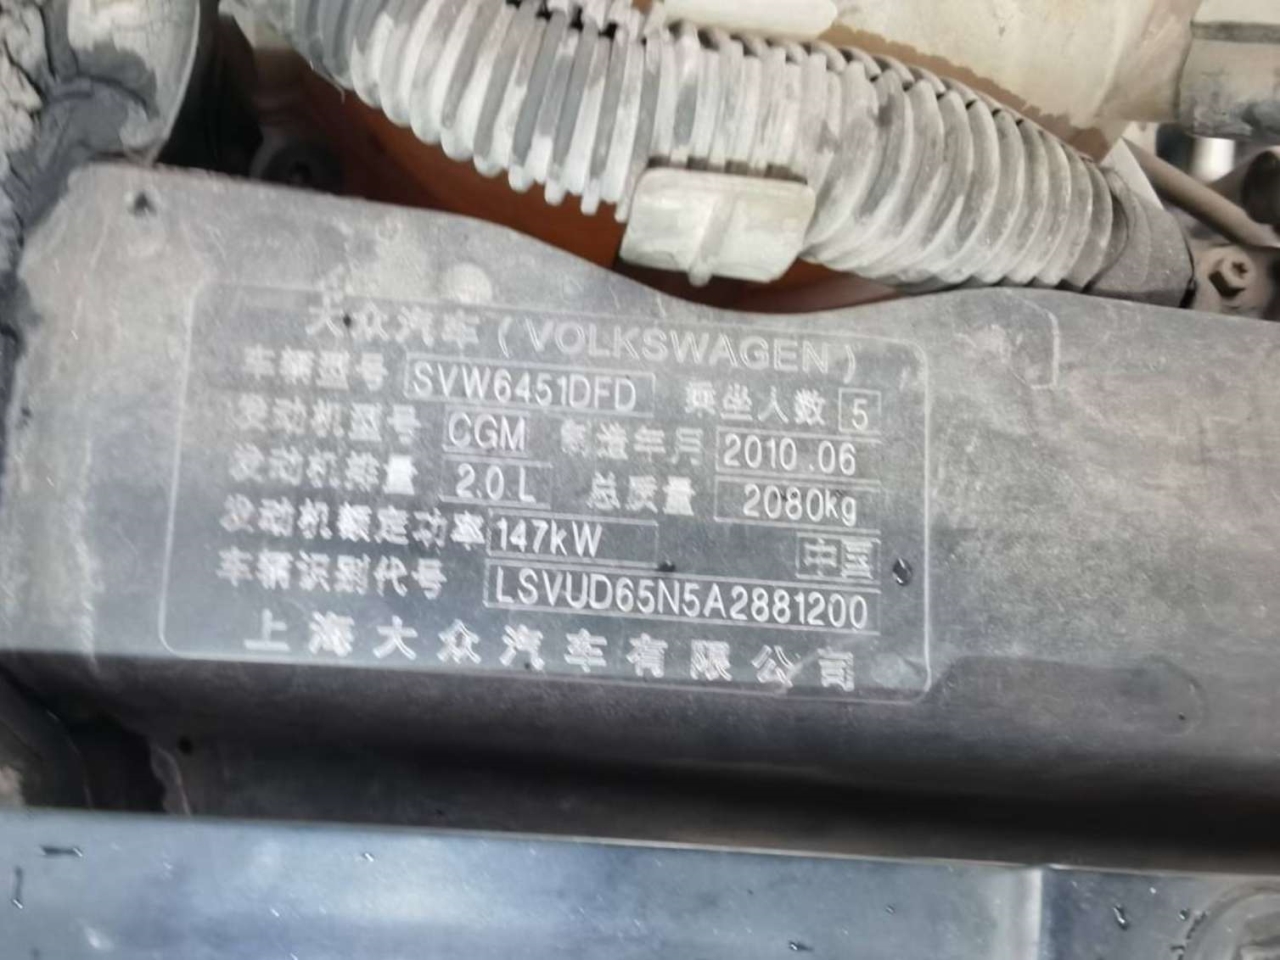 大众汽车(VOLKSWAGEN)
车辆型号 SVW6451DFD 乘坐人数 5
发动机型号 CGM 制造年月 2010.06
发动机排量 2.0 L 总质量 2080kg
发动机额定功率 147kW 中国
车辆识别代号 LSVUD65N5A2881200
上海大众汽车有限公司